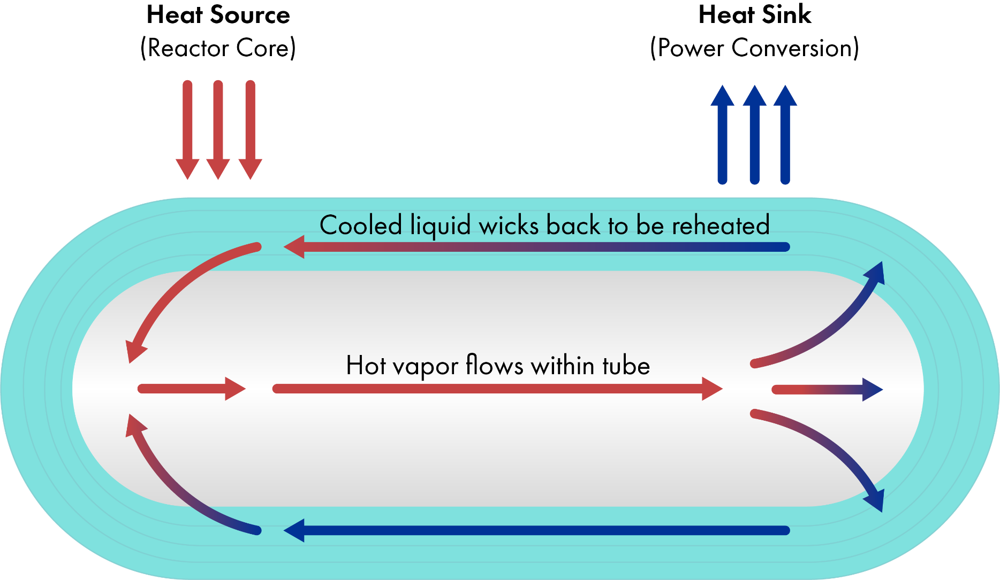 Heat Source
(Reactor Core)
Heat Sink
(Power Conversion)
Cooled liquid wicks back to be reheated
Hot vapor flows within tube